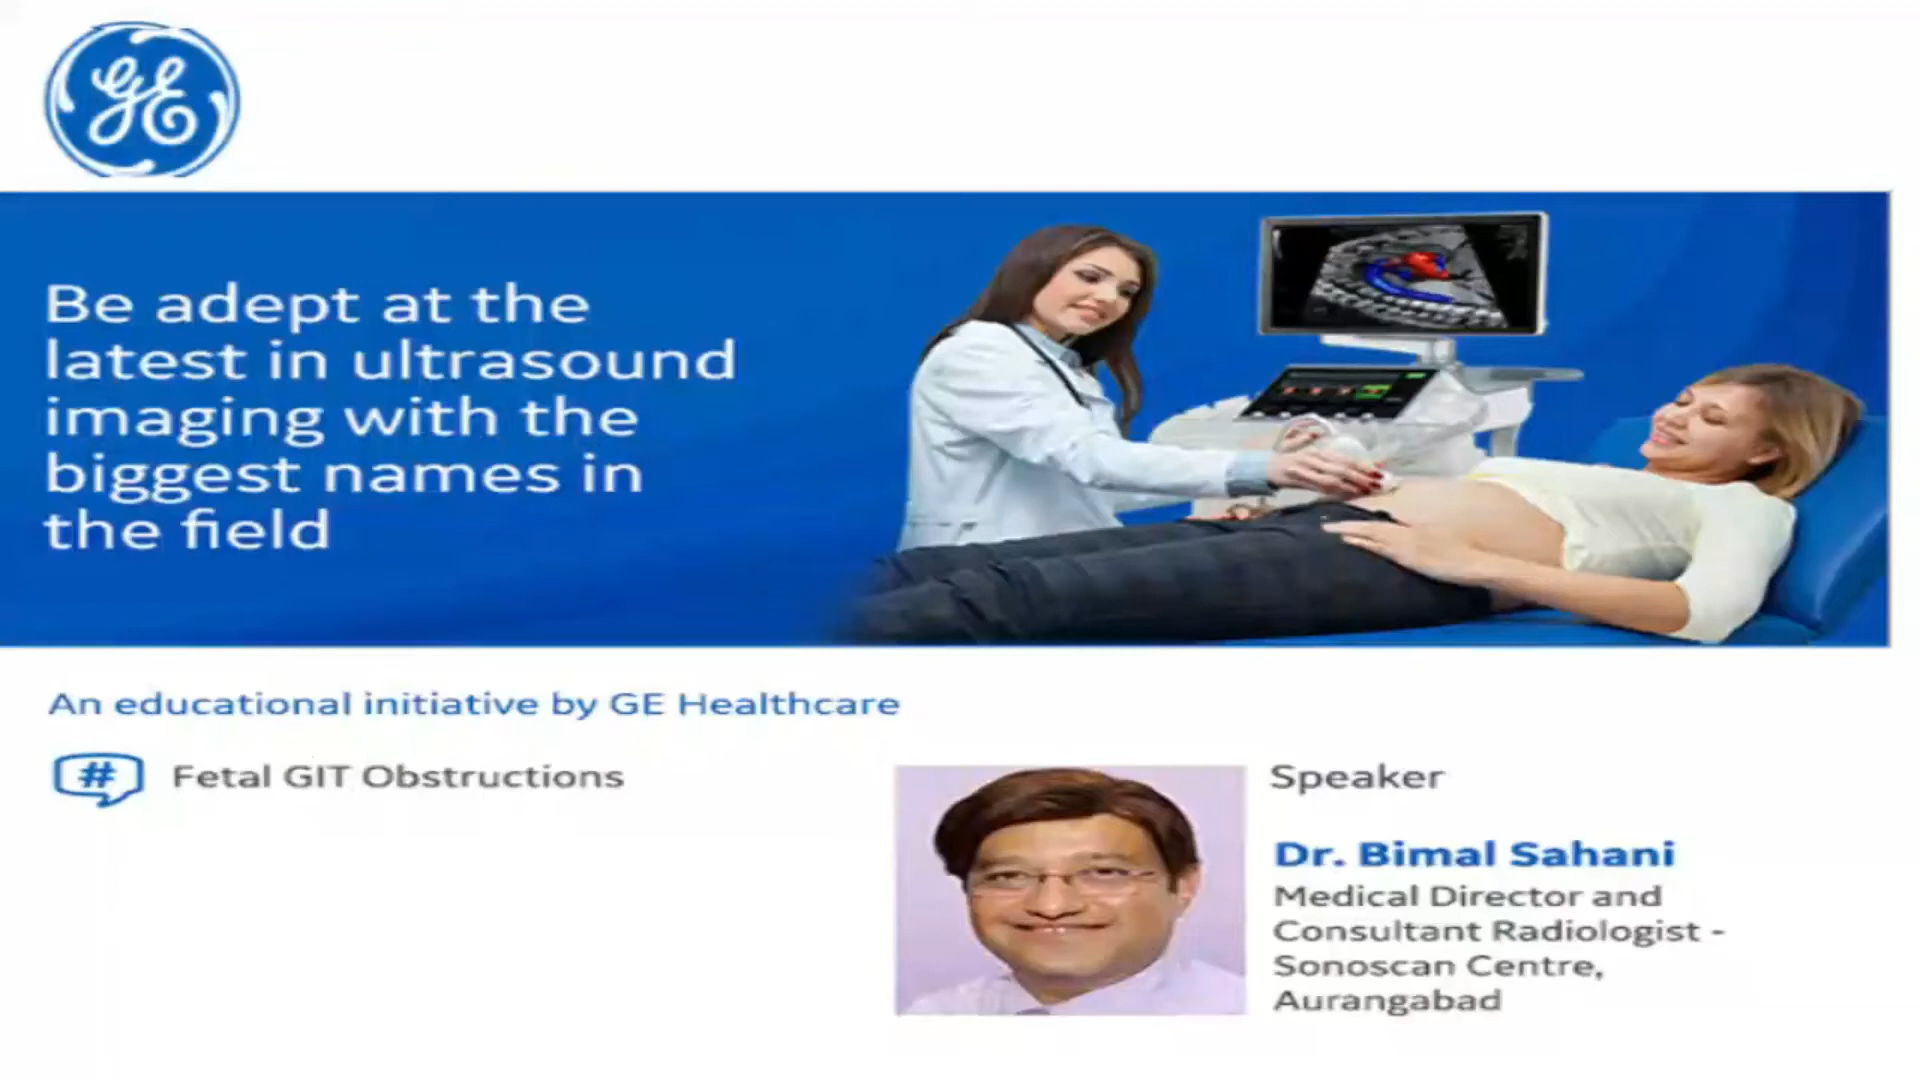 GE
Be adept at the
latest in ultrasound
imaging with the
biggest names in
the field
An educational initiative by GE Healthcare
# Fetal GIT Obstructions
Speaker
Dr. Bimal Sahani
Medical Director and
Consultant Radiologist -
Sonoscan Centre,
Aurangabad